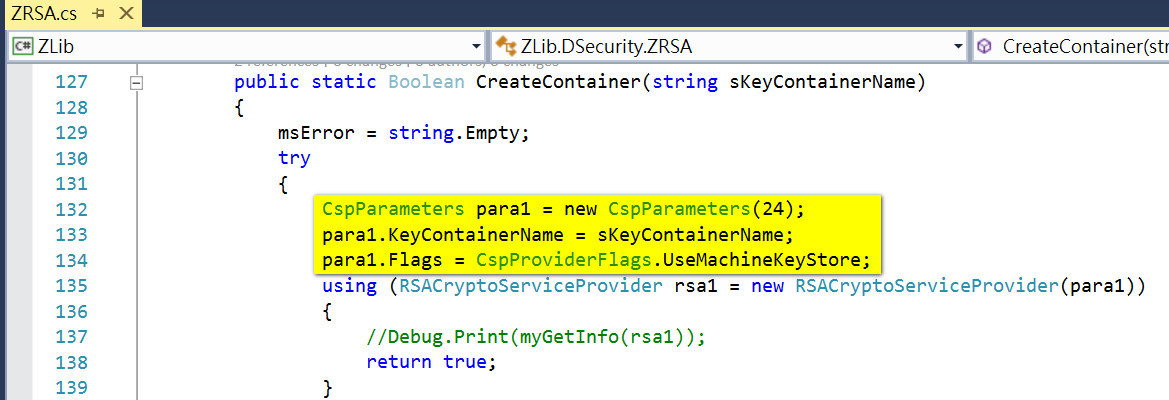 ZRSA.cs
C# ZLib
ZLib.DSecurity.ZRSA
CreateContainer(str
127 public static Boolean CreateContainer(string sKeyContainerName)
128 {
129 msError = string.Empty;
130 try
131 {
132 CspParameters para1 = new CspParameters(24);
133 para1.KeyContainerName = sKeyContainerName;
134 para1.Flags = CspProviderFlags.UseMachineKeyStore;
135 using (RSACryptoServiceProvider rsa1 = new RSACryptoServiceProvider(para1))
136 {
137 //Debug.Print(myGetInfo(rsa1));
138 return true;
139 }